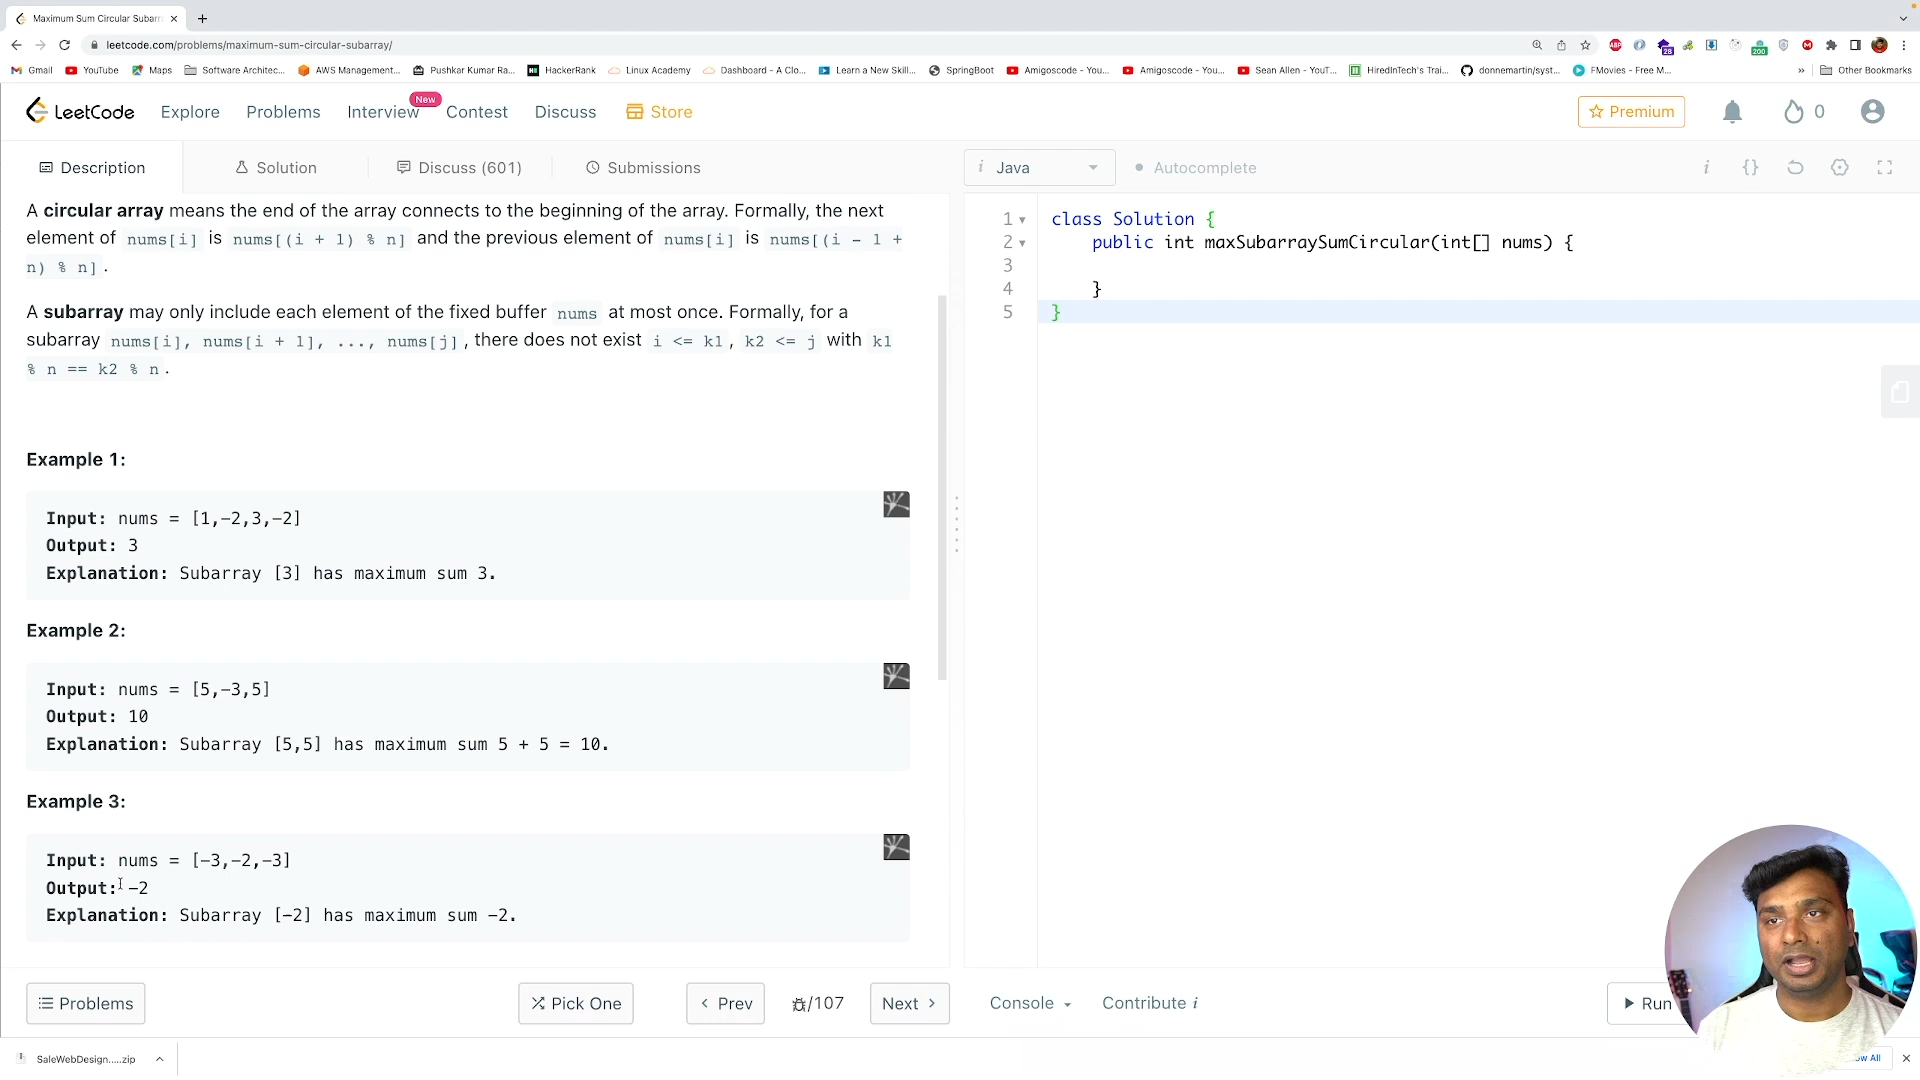 Maximum Sum Circular Subarr
leetcode.com/problems/maximum-sum-circular-subarray/
Gmail YouTube Maps Software Architec... AWS Management... Pushkar Kumar Ra... HackerRank Linux Academy Dashboard - A Clo... Learn a New Skill... SpringBoot Amigoscode - You... Amigoscode - You... Sean Allen - YouT... HiredInTech's Trai... donnemartin/syst... FMovies - Free M... » Other Bookmarks
LeetCode Explore Problems Interview New Contest Discuss Store Premium 0
Description Solution Discuss (601) Submissions
i Java Autocomplete
A circular array means the end of the array connects to the beginning of the array. Formally, the next
element of nums[i] is nums[(i + 1) % n] and the previous element of nums[i] is nums[(i - 1 +
n) % n].
A subarray may only include each element of the fixed buffer nums at most once. Formally, for a
subarray nums[i], nums[i + 1], ..., nums[j], there does not exist i <= k1, k2 <= j with k1
% n == k2 % n.
Example 1:
Input: nums = [1,-2,3,-2]
Output: 3
Explanation: Subarray [3] has maximum sum 3.
Example 2:
Input: nums = [5,-3,5]
Output: 10
Explanation: Subarray [5,5] has maximum sum 5 + 5 = 10.
Example 3:
Input: nums = [-3,-2,-3]
Output: -2
Explanation: Subarray [-2] has maximum sum -2.
1 class Solution {
2 public int maxSubarraySumCircular(int[] nums) {
3
4 }
5 }
Problems Pick One Prev /107 Next Console Contribute i Run
SaleWebDesign.....zip